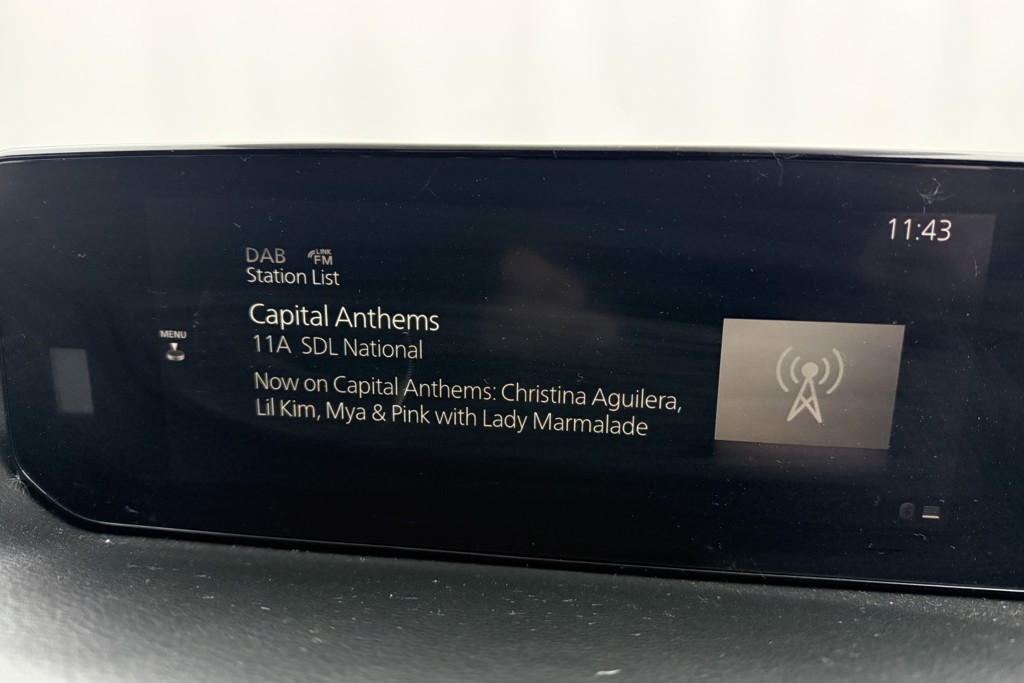 11:43
DAB LINK FM
Station List
Capital Anthems
MENU
11A SDL National
Now on Capital Anthems: Christina Aguilera,
Lil Kim, Mya & Pink with Lady Marmalade